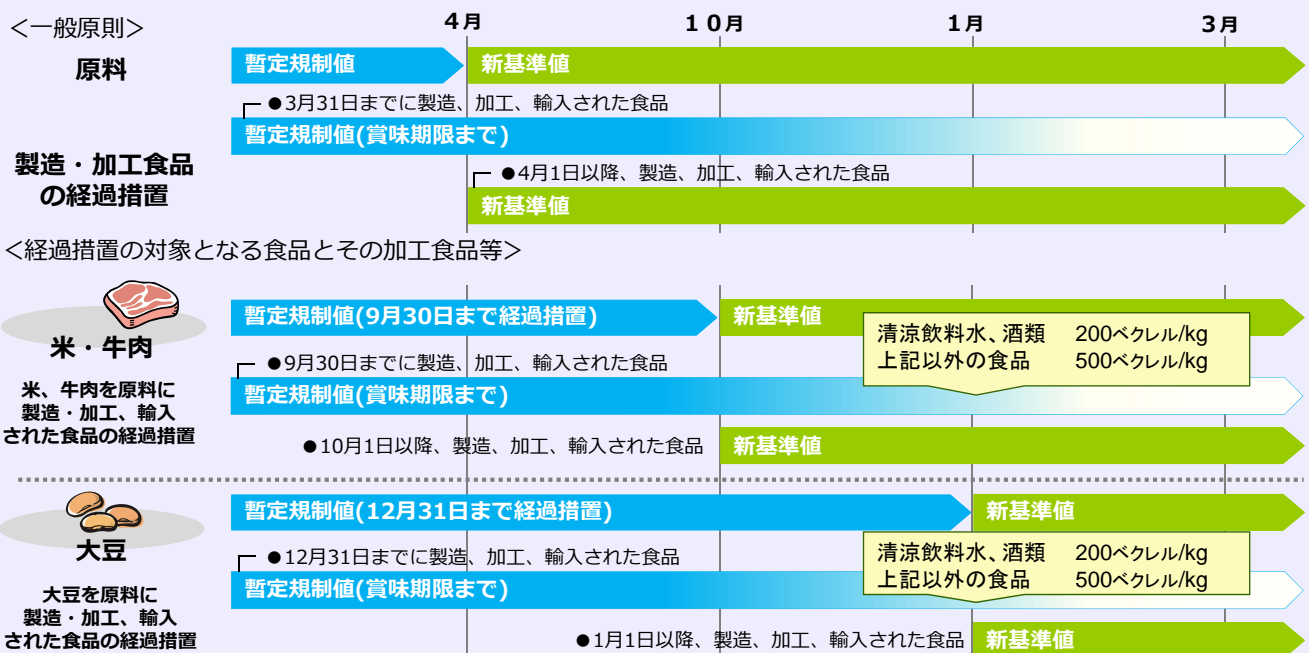 ＜一般原則＞
4月 10月 1月 3月
原料
暫定規制値 新基準値
●3月31日までに製造、加工、輸入された食品
暫定規制値(賞味期限まで)
製造・加工食品
の経過措置
●4月1日以降、製造、加工、輸入された食品
新基準値
＜経過措置の対象となる食品とその加工食品等＞
米・牛肉
暫定規制値(9月30日まで経過措置) 新基準値
清涼飲料水、酒類 200ベクレル/kg
上記以外の食品 500ベクレル/kg
米、牛肉を原料に
製造・加工、輸入
された食品の経過措置
●9月30日までに製造、加工、輸入された食品
暫定規制値(賞味期限まで)
●10月1日以降、製造、加工、輸入された食品 新基準値
大豆
暫定規制値(12月31日まで経過措置) 新基準値
清涼飲料水、酒類 200ベクレル/kg
上記以外の食品 500ベクレル/kg
大豆を原料に
製造・加工、輸入
された食品の経過措置
●12月31日までに製造、加工、輸入された食品
暫定規制値(賞味期限まで)
●1月1日以降、製造、加工、輸入された食品 新基準値